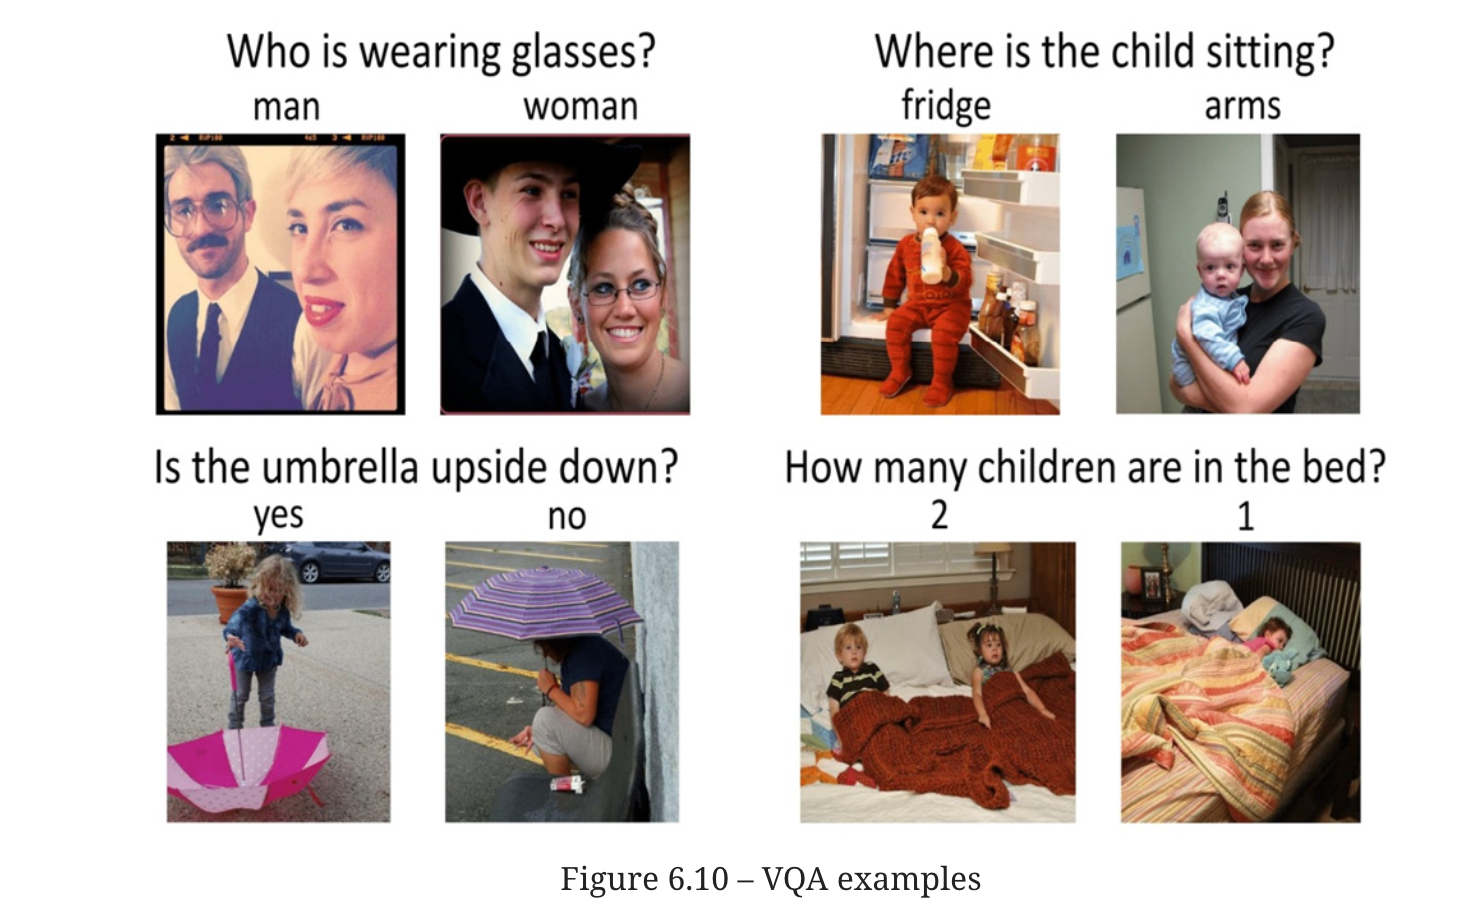 Who is wearing glasses?
man woman
Where is the child sitting?
fridge arms
Is the umbrella upside down?
yes no
How many children are in the bed?
2 1
Figure 6.10 – VQA examples